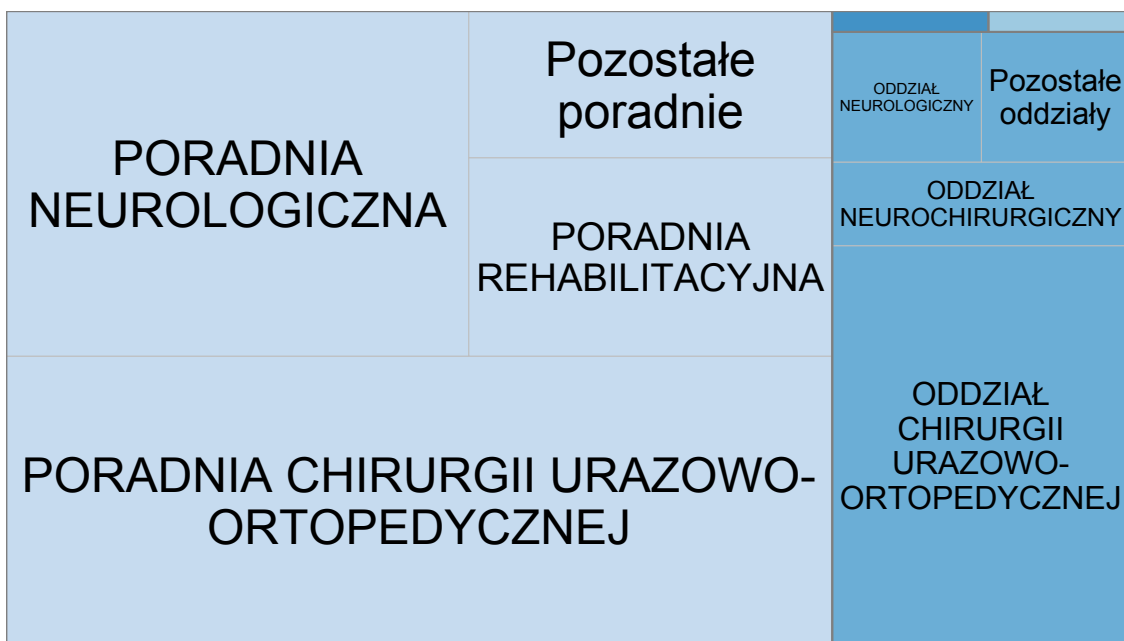 PORADNIA
NEUROLOGICZNA
Pozostałe
poradnie
PORADNIA
REHABILITACYJNA
PORADNIA CHIRURGII URAZOWO-
ORTOPEDYCZNEJ
ODDZIAŁ
NEUROLOGICZNY
Pozostałe
oddziały
ODDZIAŁ
NEUROCHIRURGICZNY
ODDZIAŁ
CHIRURGII
URAZOWO-
ORTOPEDYCZNEJ